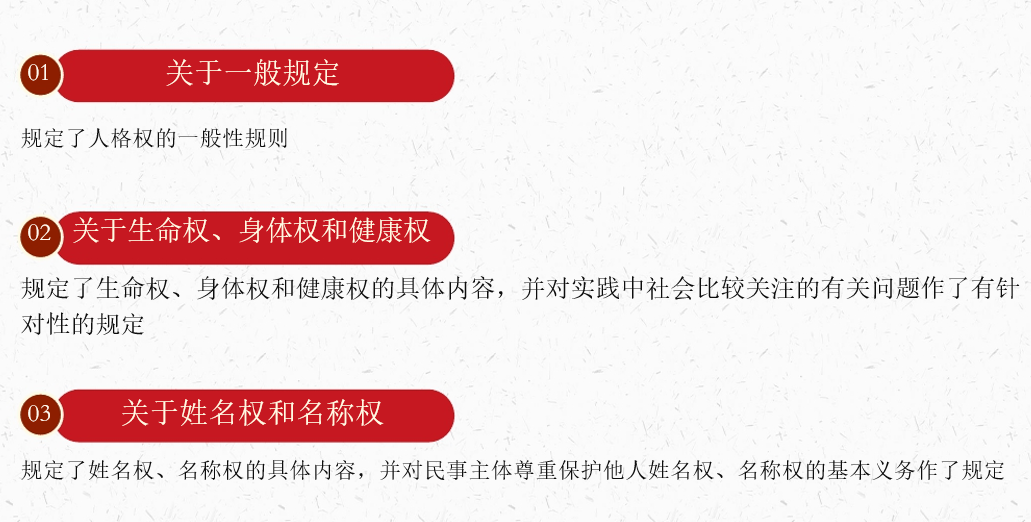 01 关于一般规定
规定了人格权的一般性规则
02 关于生命权、身体权和健康权
规定了生命权、身体权和健康权的具体内容，并对实践中社会比较关注的有关问题作了有针
对性的规定
03 关于姓名权和名称权
规定了姓名权、名称权的具体内容，并对民事主体尊重保护他人姓名权、名称权的基本义务作了规定